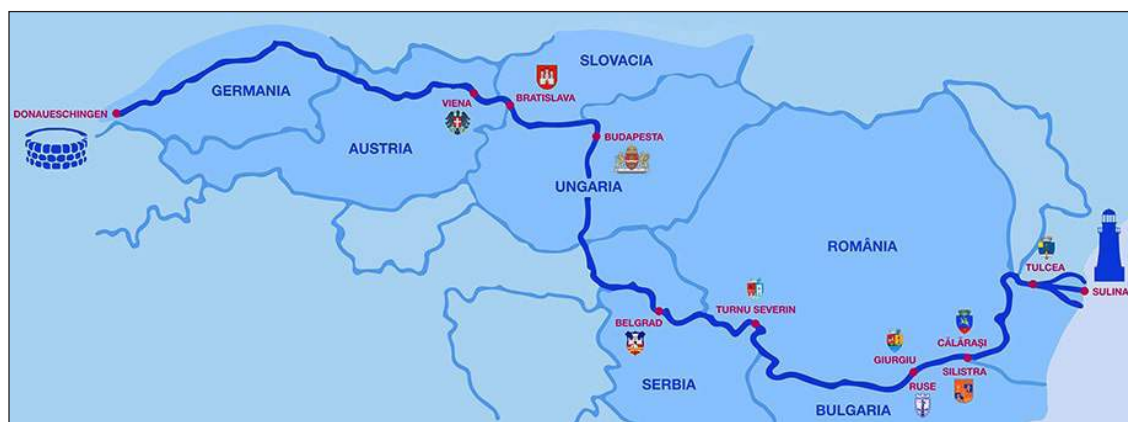 SLOVACIA
GERMANIA
VIENA
BRATISLAVA
DONAUESCHINGEN
BUDAPESTA
AUSTRIA
UNGARIA
ROMÂNIA
TULCEA
SULINA
TURNU SEVERIN
BELGRAD
CĂLĂRAȘI
GIURGIU
SILISTRA
SERBIA
RUSE
BULGARIA